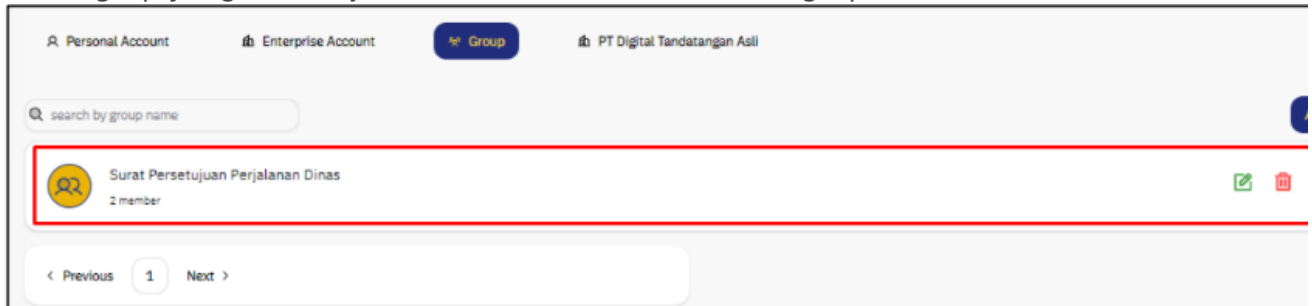 Personal Account Enterprise Account Group PT Digital Tandatangan Asli
search by group name
Surat Persetujuan Perjalanan Dinas
2 member
< Previous 1 Next >